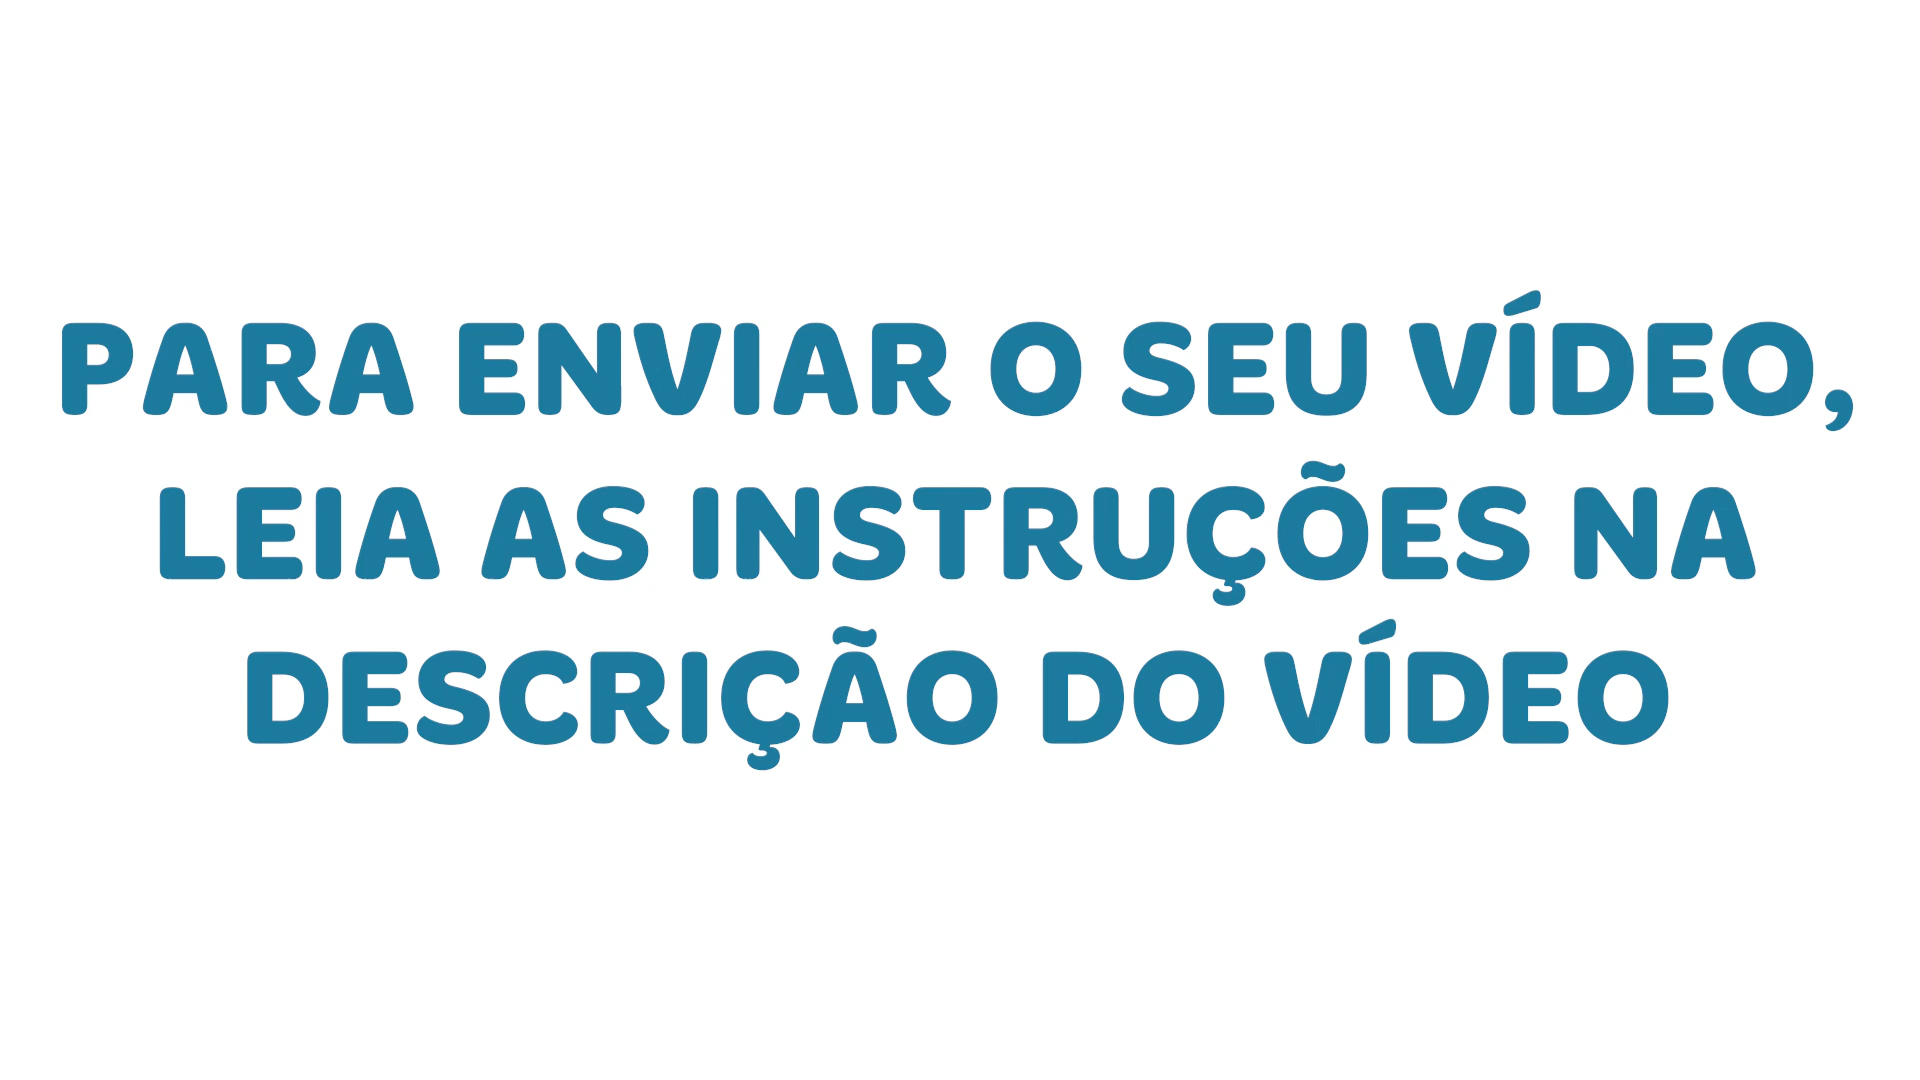 PARA ENVIAR O SEU VÍDEO,
LEIA AS INSTRUÇÕES NA
DESCRIÇÃO DO VÍDEO